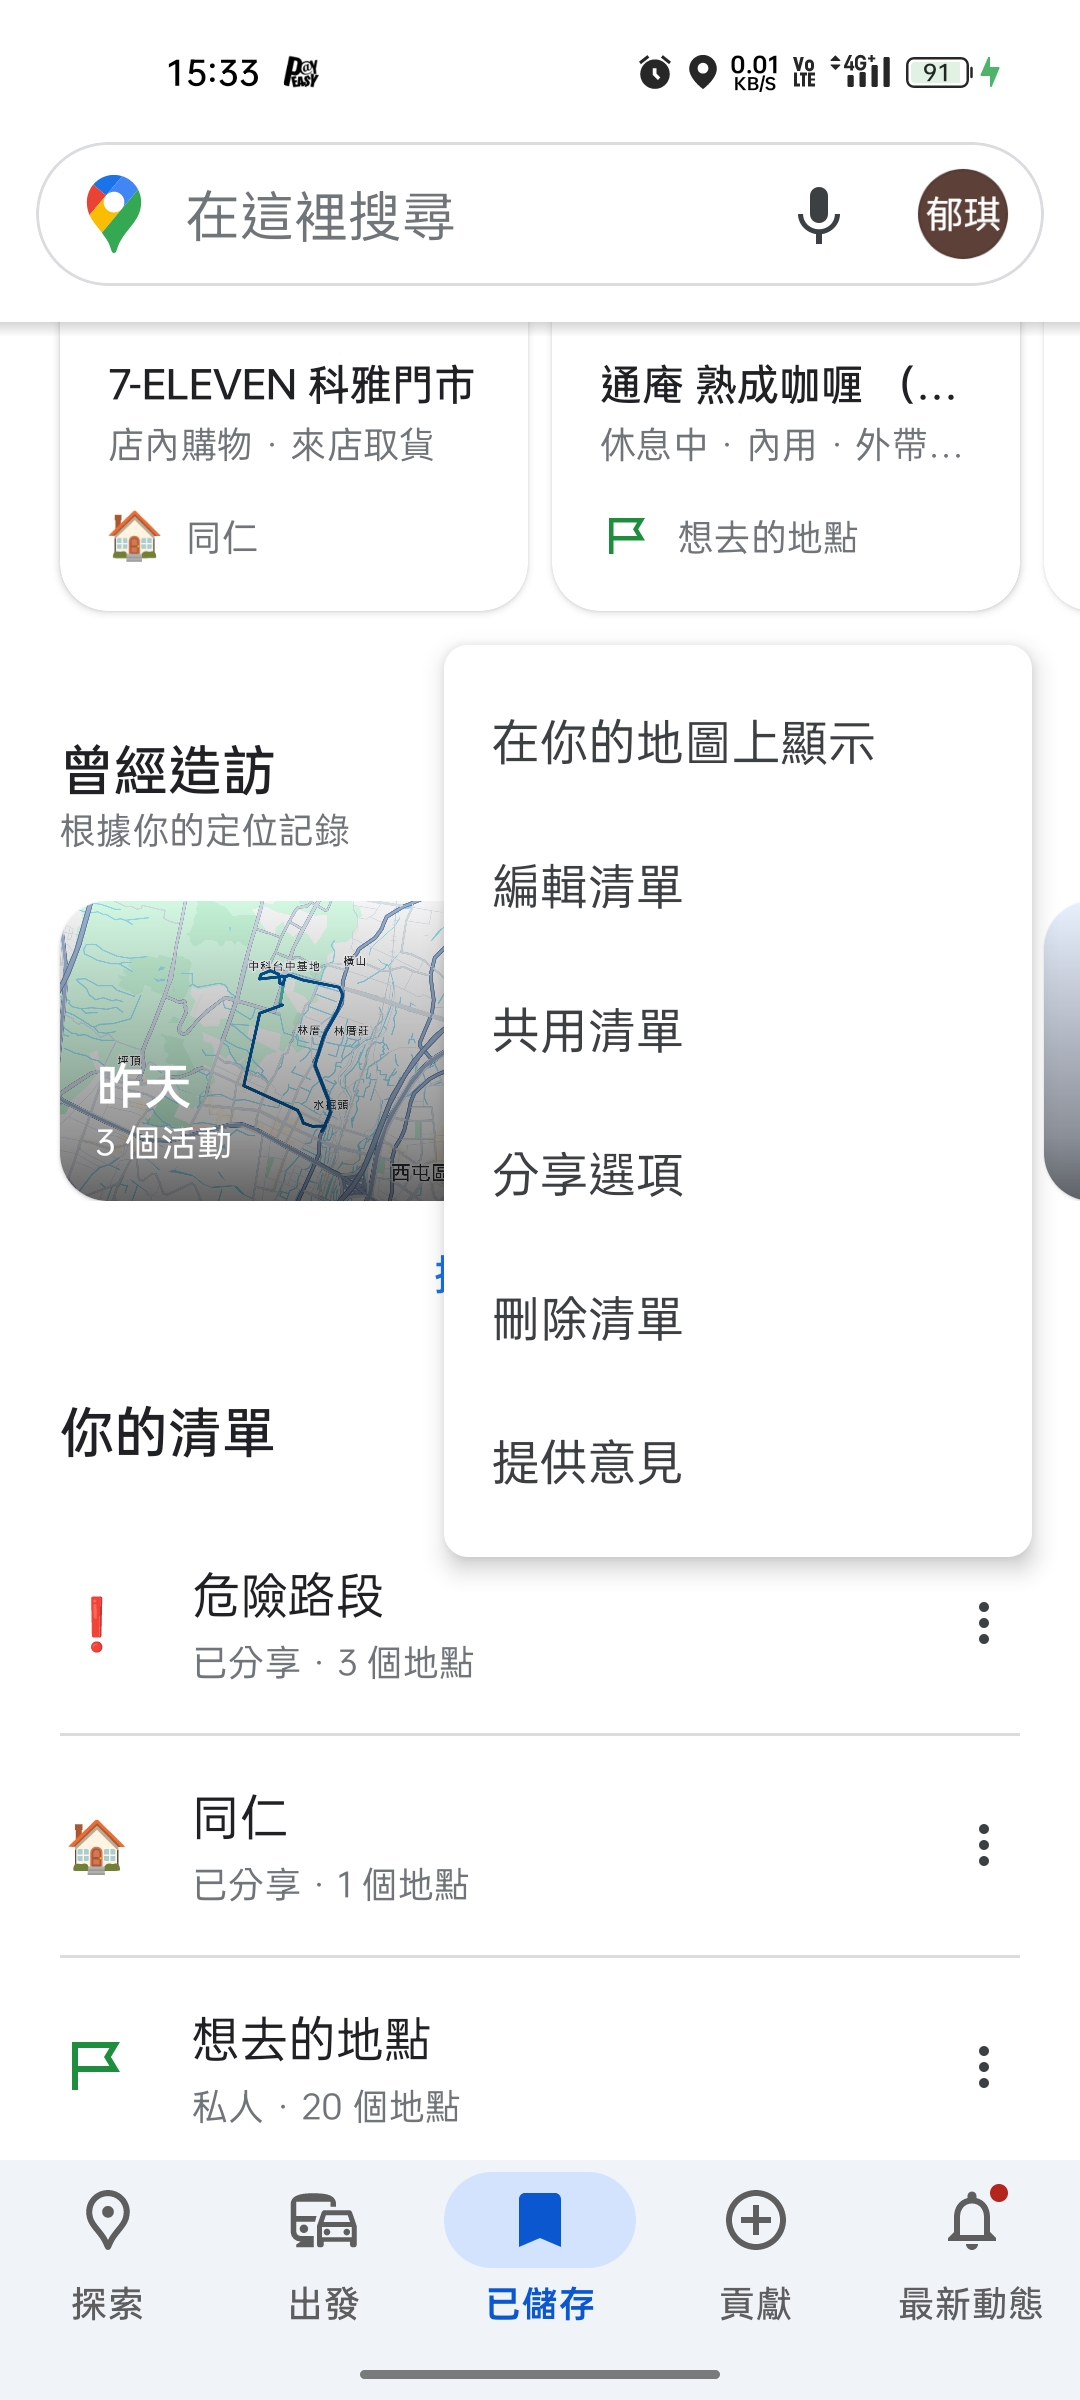 15:33
PAY EASY
0.01 KB/S
Vo LTE
4G+
91
在這裡搜尋
郁琪
7-ELEVEN 科雅門市
店內購物 · 來店取貨
同仁
通庵 熟成咖喱 （...
休息中 · 內用 · 外帶...
想去的地點
曾經造訪
根據你的定位記錄
中科台中基地
橫山
林厝
林厝莊
坪頂
水堀頭
西屯區
昨天
3 個活動
在你的地圖上顯示
編輯清單
共用清單
分享選項
刪除清單
提供意見
你的清單
危險路段
已分享 · 3 個地點
同仁
已分享 · 1 個地點
想去的地點
私人 · 20 個地點
探索
出發
已儲存
貢獻
最新動態